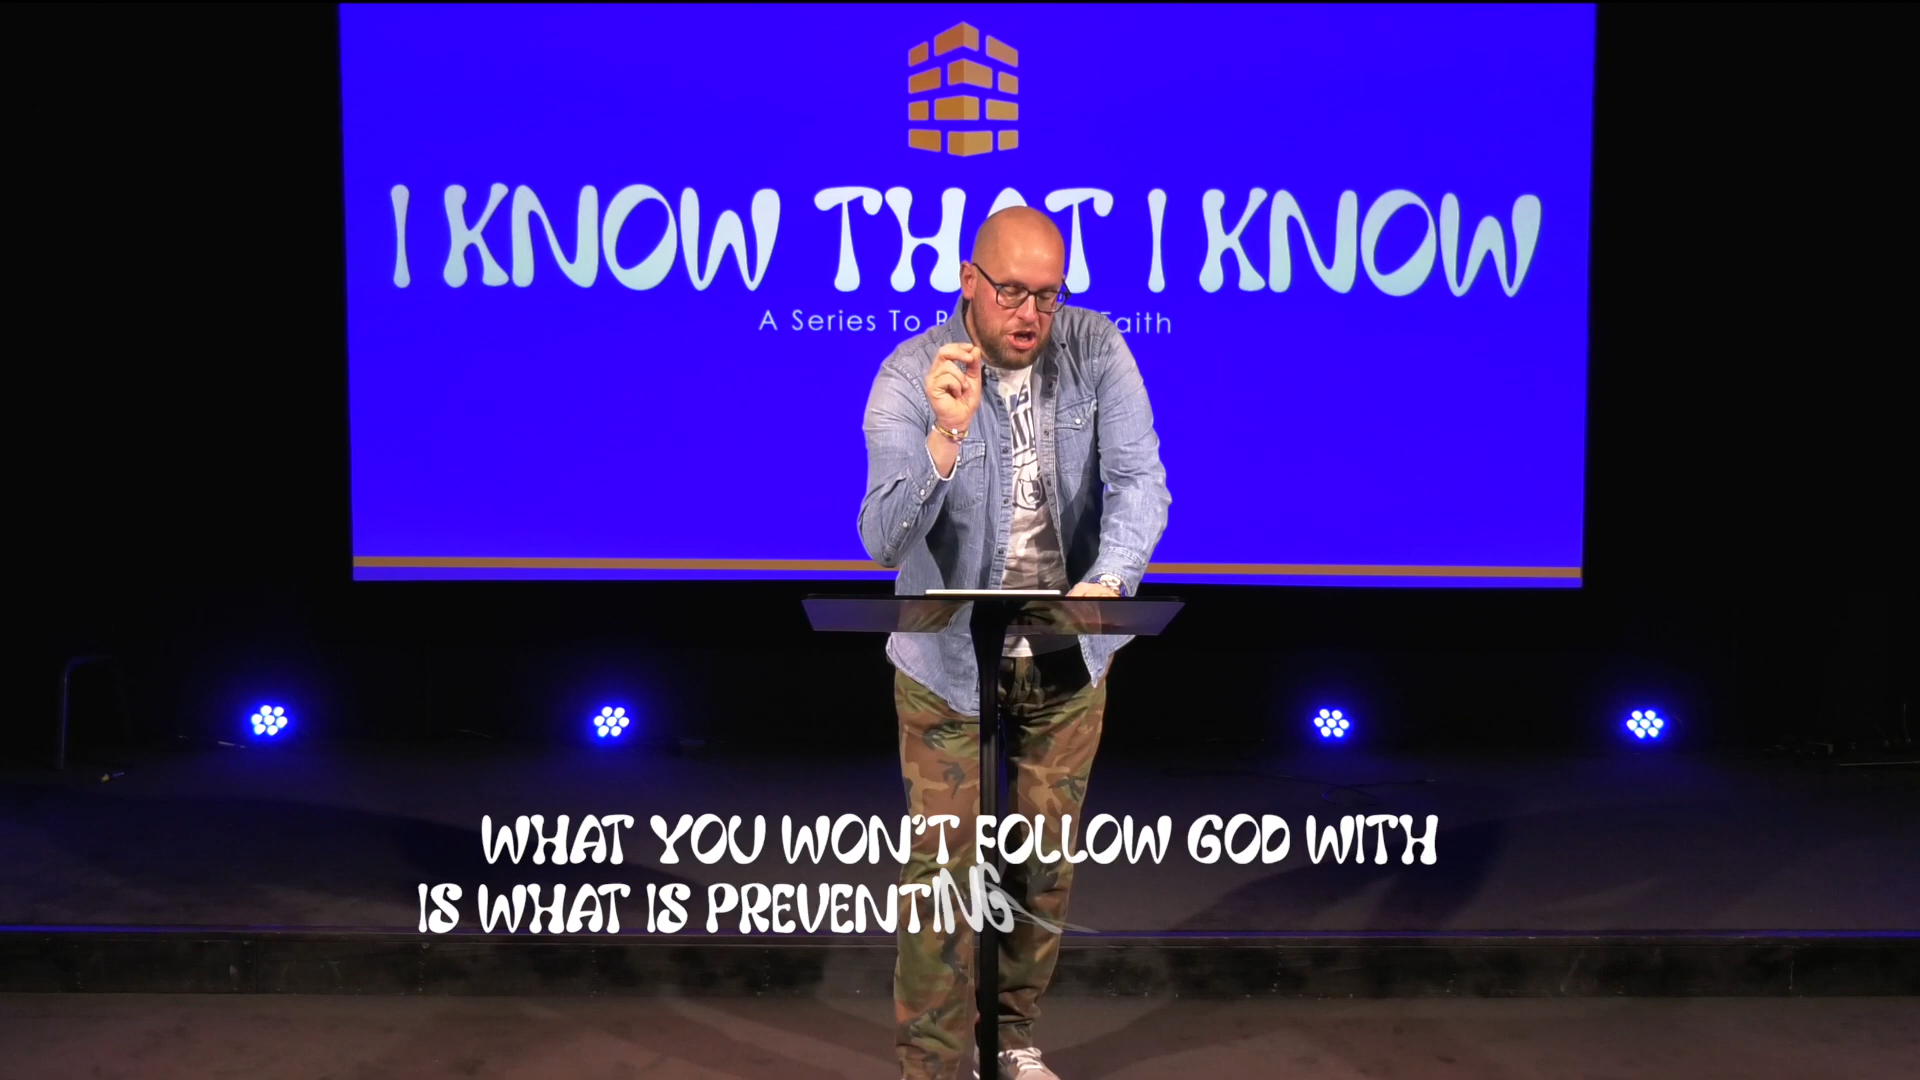 I KNOW THAT I KNOW
A Series To Faith
WHAT YOU WON'T FOLLOW GOD WITH
IS WHAT IS PREVENTING